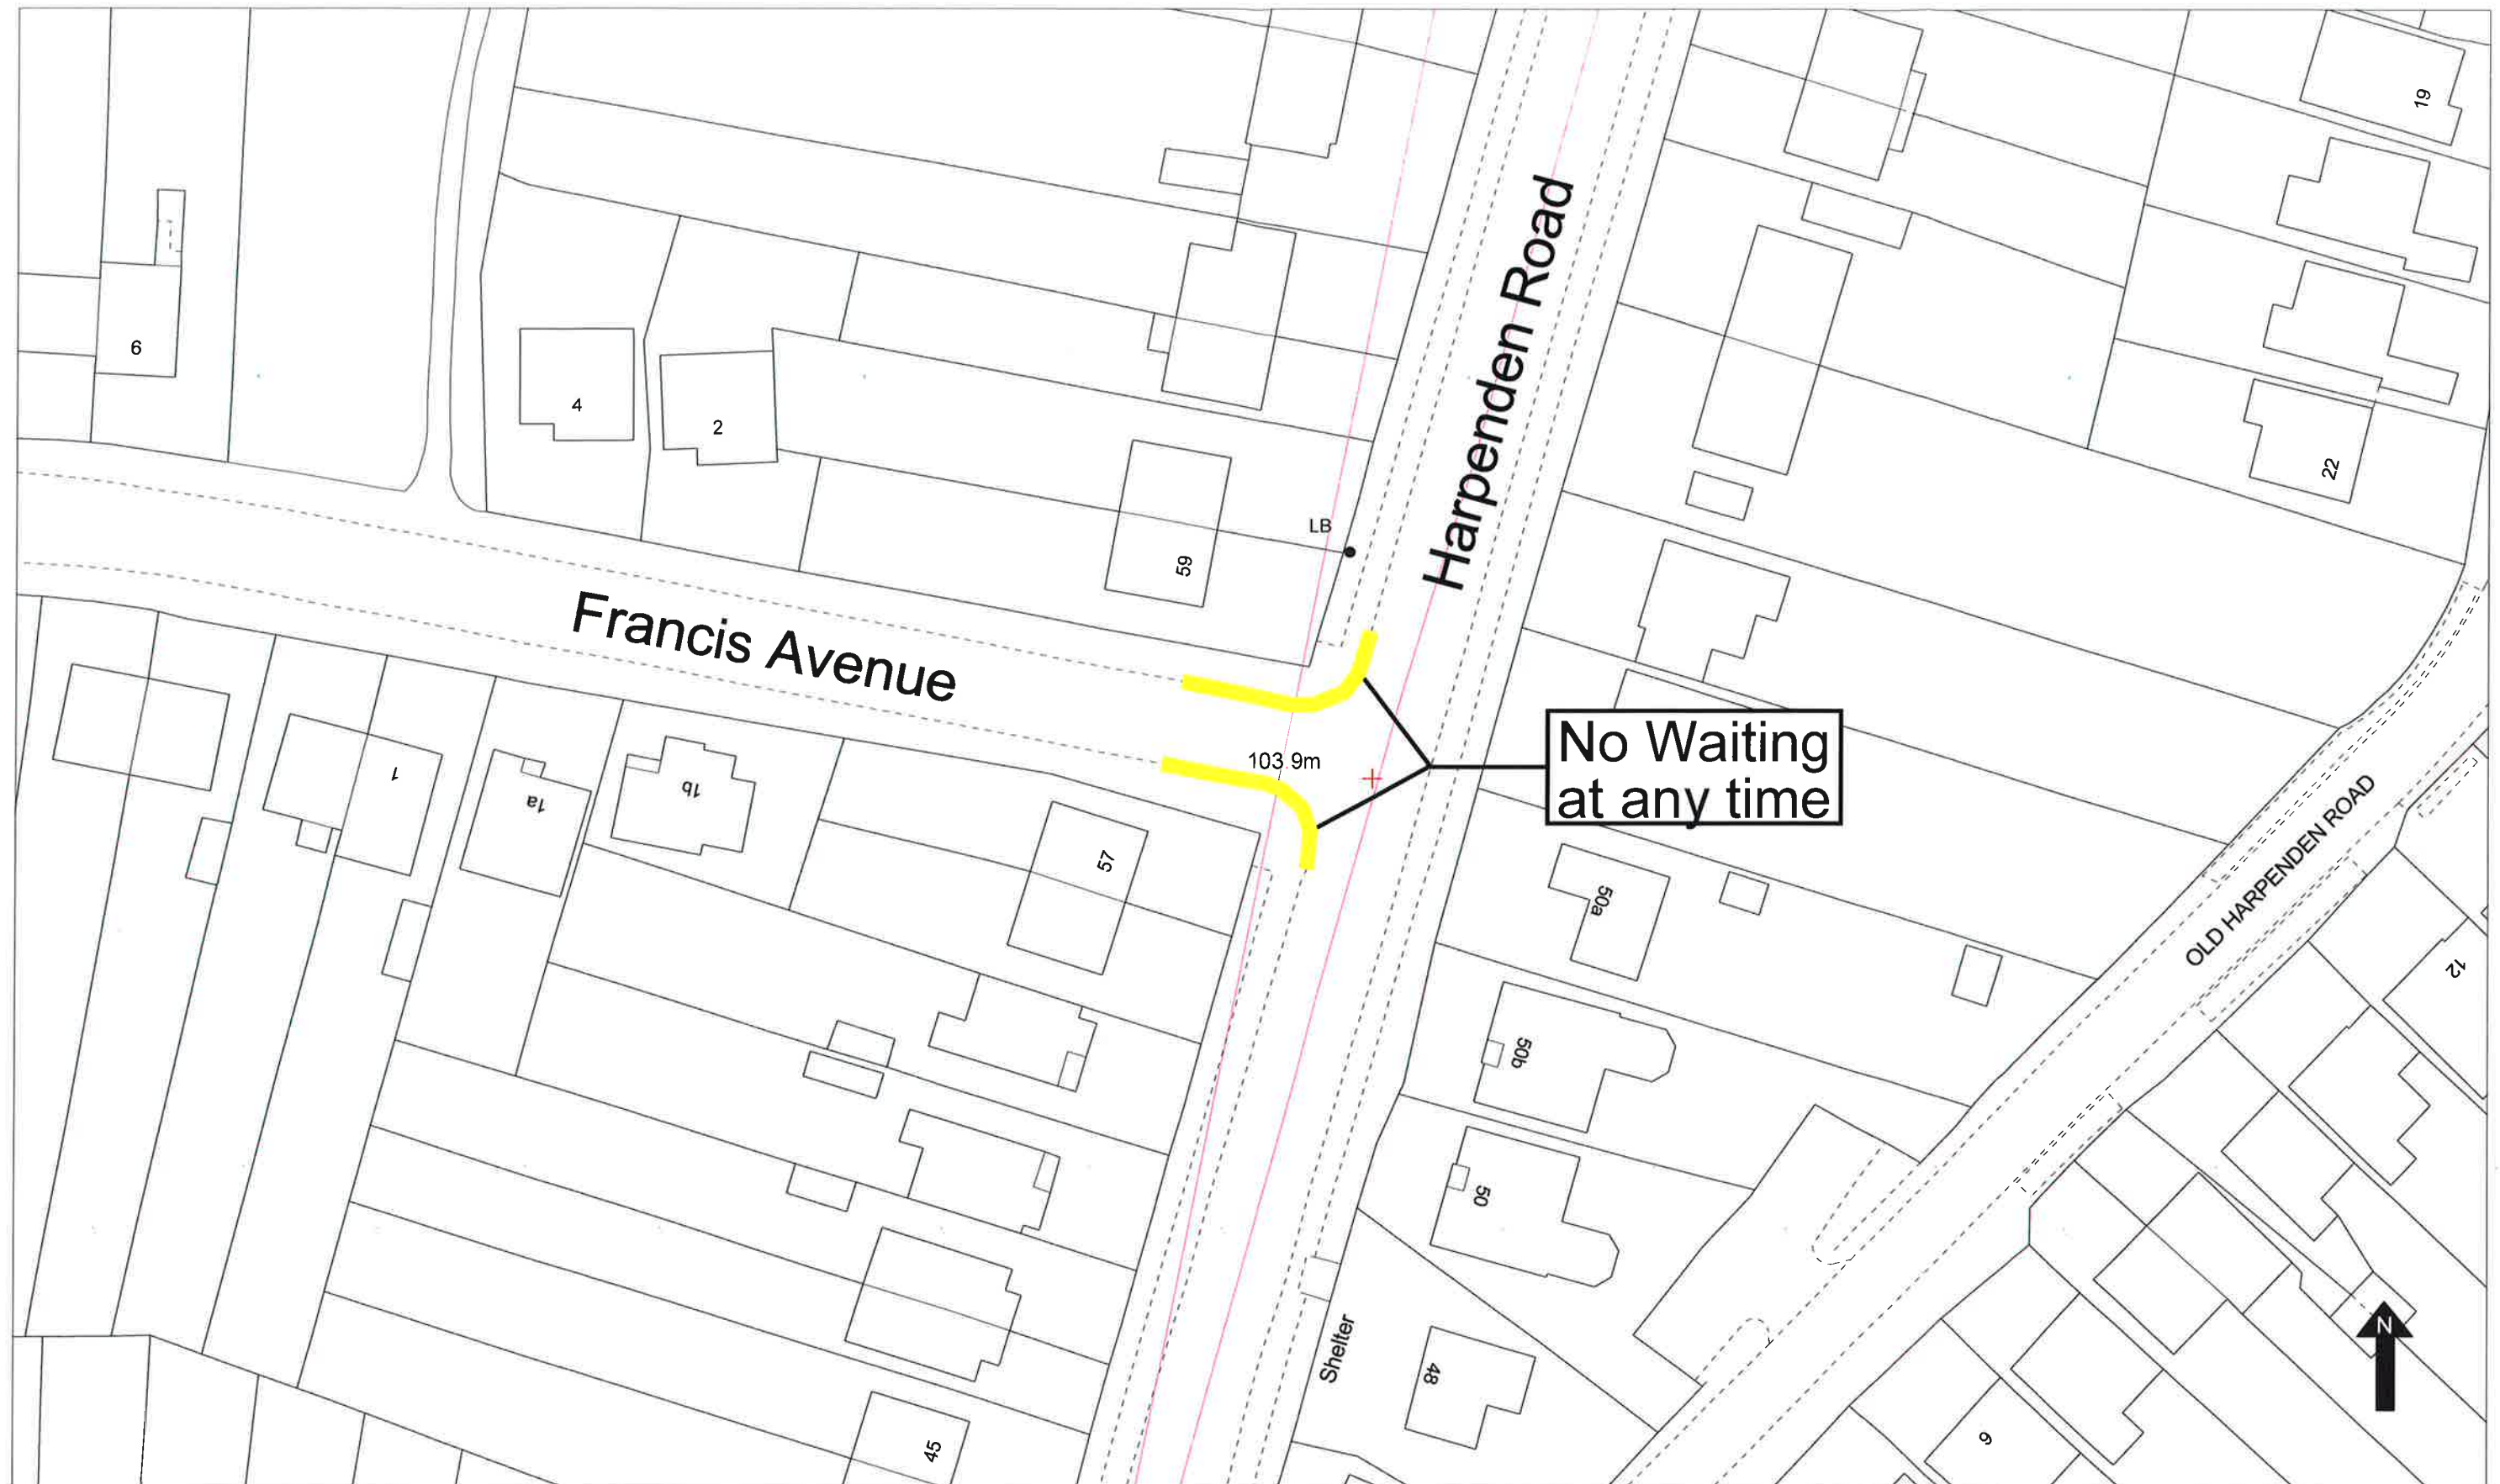 19
6
4
2
22
LB
59
Harpenden Road
Francis Avenue
No Waiting
at any time
103.9m
1
1a
1b
57
50a
OLD HARPENDEN ROAD
12
50b
50
Shelter
48
45
9
N